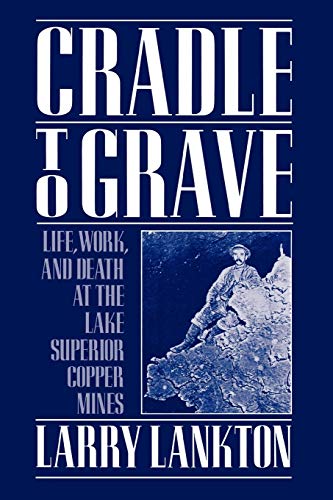 CRADLE
TO GRAVE
LIFE, WORK,
AND DEATH
AT THE
LAKE
SUPERIOR
COPPER
MINES
LARRY LANKTON